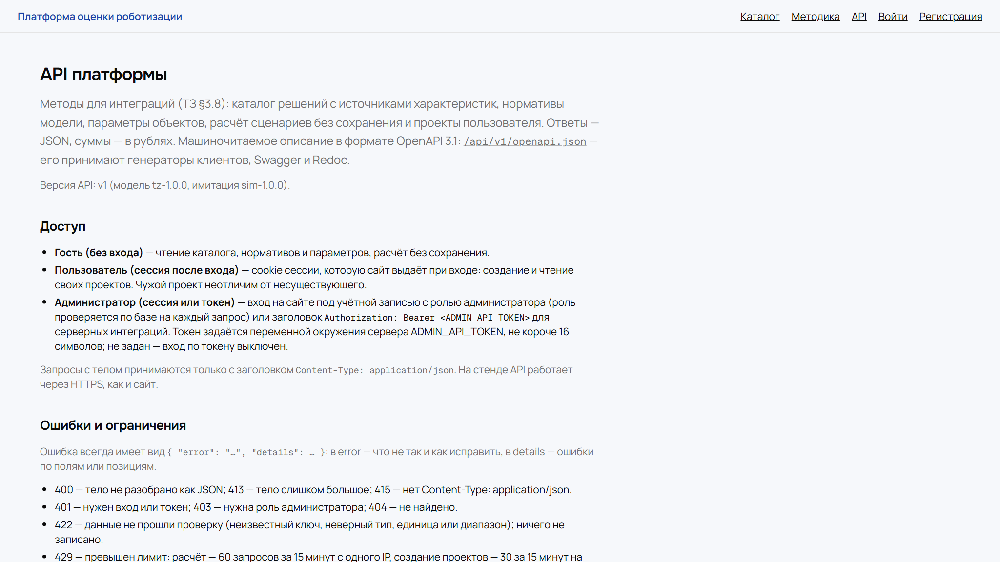 Платформа оценки роботизации
Каталог Методика API Войти Регистрация
API платформы
Методы для интеграций (ТЗ §3.8): каталог решений с источниками характеристик, нормативы
модели, параметры объектов, расчёт сценариев без сохранения и проекты пользователя. Ответы —
JSON, суммы — в рублях. Машиночитаемое описание в формате OpenAPI 3.1: /api/v1/openapi.json —
его принимают генераторы клиентов, Swagger и Redoc.
Версия API: v1 (модель tz-1.0.0, имитация sim-1.0.0).
Доступ
• Гость (без входа) — чтение каталога, нормативов и параметров, расчёт без сохранения.
• Пользователь (сессия после входа) — cookie сессии, которую сайт выдаёт при входе: создание и чтение
своих проектов. Чужой проект неотличим от несуществующего.
• Администратор (сессия или токен) — вход на сайте под учётной записью с ролью администратора (роль
проверяется по базе на каждый запрос) или заголовок Authorization: Bearer <ADMIN_API_TOKEN> для
серверных интеграций. Токен задаётся переменной окружения сервера ADMIN_API_TOKEN, не короче 16
символов; не задан — вход по токену выключен.
Запросы с телом принимаются только с заголовком Content-Type: application/json. На стенде API работает
через HTTPS, как и сайт.
Ошибки и ограничения
Ошибка всегда имеет вид { "error": "…", "details": … }: в error — что не так и как исправить, в details — ошибки
по полям или позициям.
• 400 — тело не разобрано как JSON; 413 — тело слишком большое; 415 — нет Content-Type: application/json.
• 401 — нужен вход или токен; 403 — нужна роль администратора; 404 — не найдено.
• 422 — данные не прошли проверку (неизвестный ключ, неверный тип, единица или диапазон); ничего не
записано.
• 429 — превышен лимит: расчёт — 60 запросов за 15 минут с одного IP, создание проектов — 30 за 15 минут на